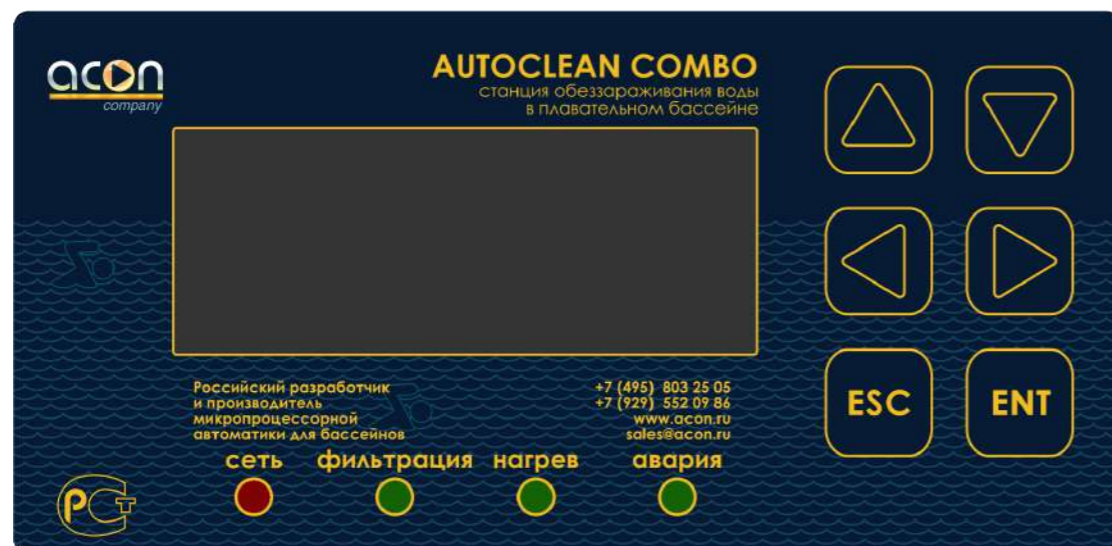 acon
company
AUTOCLEAN COMBO
станция обеззараживания воды
в плавательном бассейне
Российский разработчик
и производитель
микропроцессорной
автоматики для бассейнов
+7 (495) 803 25 05
+7 (929) 552 09 86
www.acon.ru
sales@acon.ru
ESC
ENT
сеть фильтрация нагрев авария
РСТ